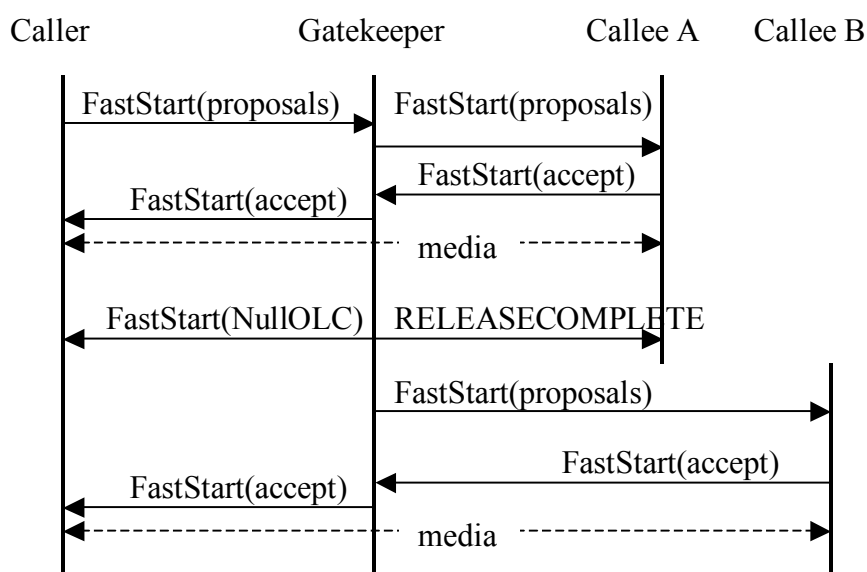 Caller Gatekeeper Callee A Callee B
FastStart(proposals) FastStart(proposals)
FastStart(accept)
FastStart(accept)
media
FastStart(NullOLC) RELEASECOMPLETE
FastStart(proposals)
FastStart(accept)
FastStart(accept)
media